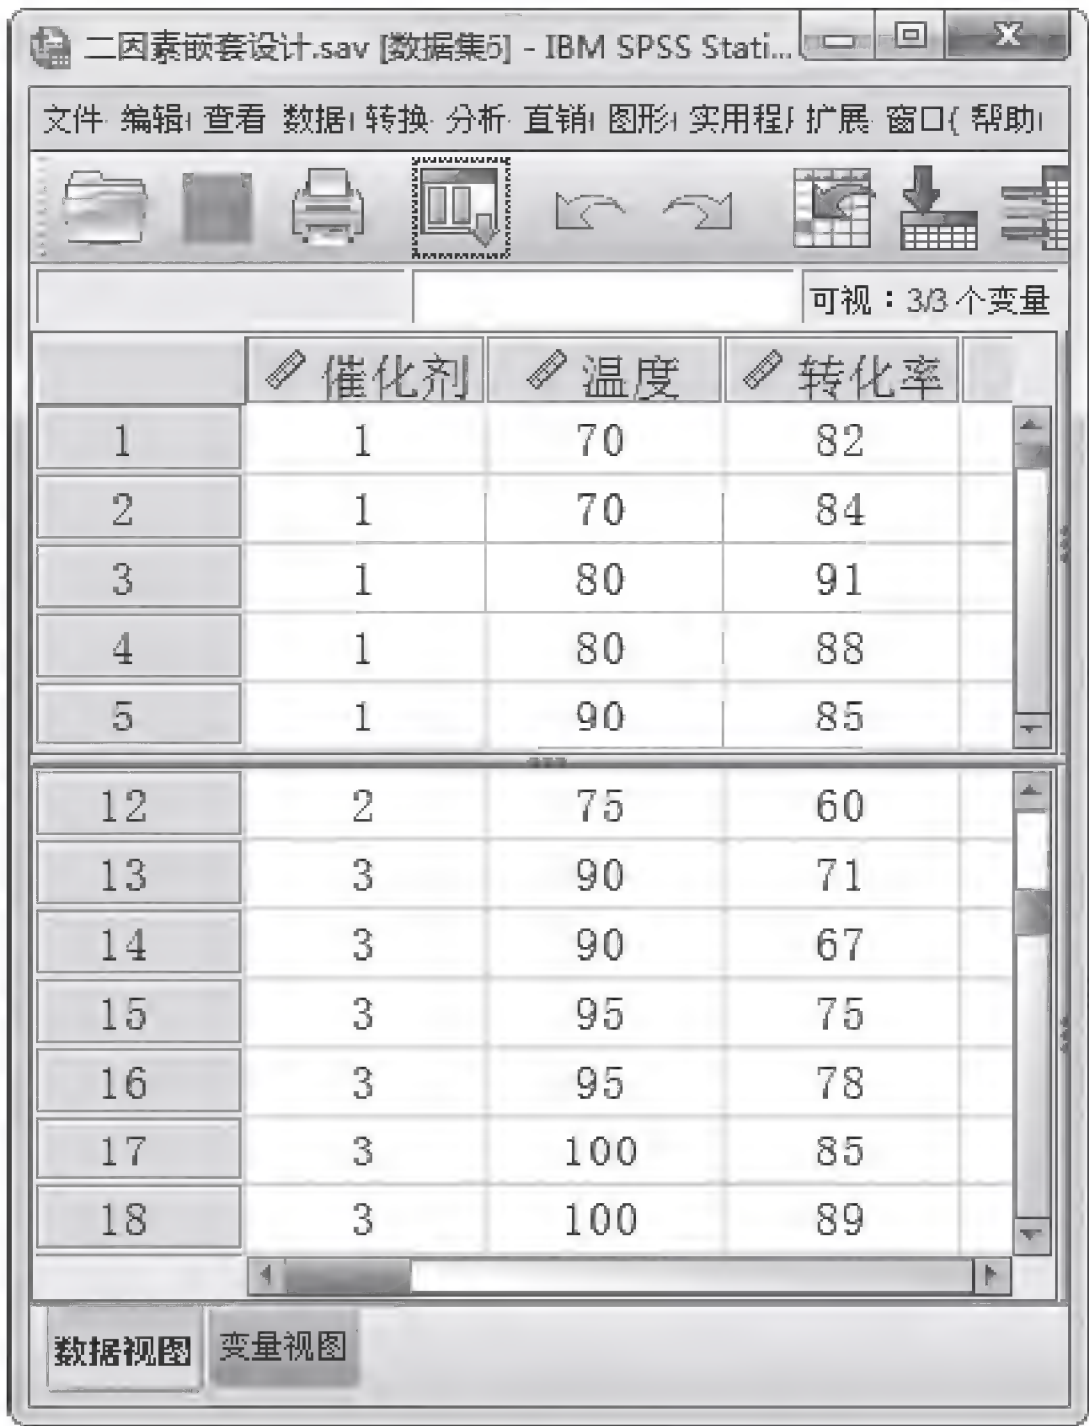 二因素嵌套设计.sav [数据集5] - IBM SPSS Stati...
文件 编辑( 查看 数据( 转换 分析 直销( 图形( 实用程 扩展 窗口( 帮助(
可视：3/3 个变量
催化剂 温度 转化率
1 1 70 82
2 1 70 84
3 1 80 91
4 1 80 88
5 1 90 85
12 2 75 60
13 3 90 71
14 3 90 67
15 3 95 75
16 3 95 78
17 3 100 85
18 3 100 89
数据视图 变量视图